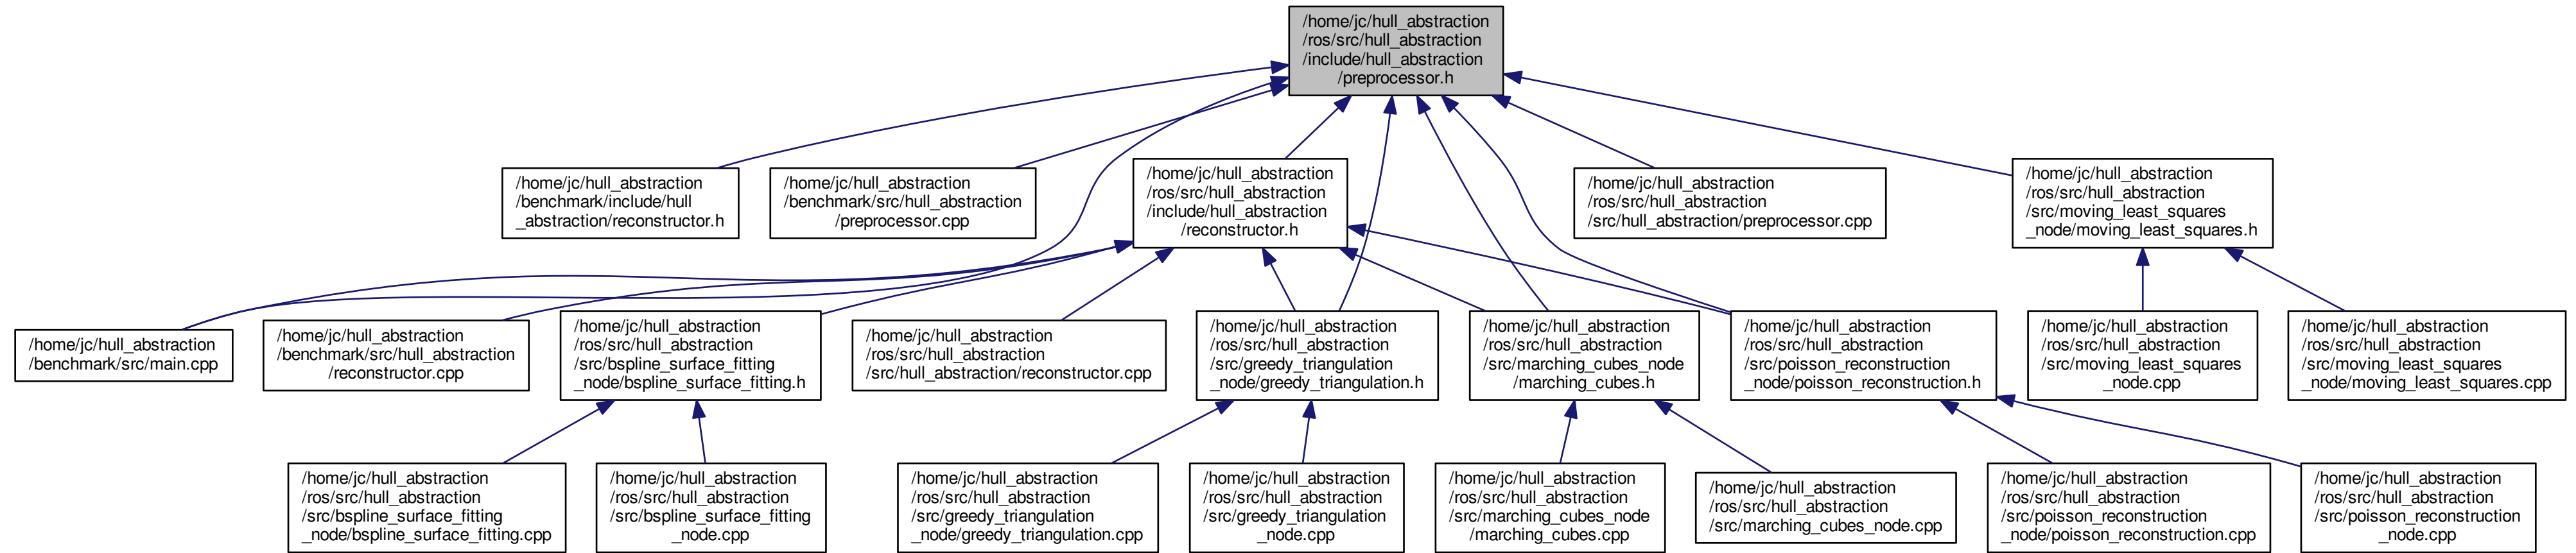 /home/jc/hull_abstraction
/ros/src/hull_abstraction
/include/hull_abstraction
/preprocessor.h
/home/jc/hull_abstraction
/benchmark/include/hull
_abstraction/reconstructor.h
/home/jc/hull_abstraction
/benchmark/src/hull_abstraction
/preprocessor.cpp
/home/jc/hull_abstraction
/ros/src/hull_abstraction
/include/hull_abstraction
/reconstructor.h
/home/jc/hull_abstraction
/ros/src/hull_abstraction
/src/hull_abstraction/preprocessor.cpp
/home/jc/hull_abstraction
/ros/src/hull_abstraction
/src/moving_least_squares
_node/moving_least_squares.h
/home/jc/hull_abstraction
/benchmark/src/main.cpp
/home/jc/hull_abstraction
/benchmark/src/hull_abstraction
/reconstructor.cpp
/home/jc/hull_abstraction
/ros/src/hull_abstraction
/src/bspline_surface_fitting
_node/bspline_surface_fitting.h
/home/jc/hull_abstraction
/ros/src/hull_abstraction
/src/hull_abstraction/reconstructor.cpp
/home/jc/hull_abstraction
/ros/src/hull_abstraction
/src/greedy_triangulation
_node/greedy_triangulation.h
/home/jc/hull_abstraction
/ros/src/hull_abstraction
/src/marching_cubes_node
/marching_cubes.h
/home/jc/hull_abstraction
/ros/src/hull_abstraction
/src/poisson_reconstruction
_node/poisson_reconstruction.h
/home/jc/hull_abstraction
/ros/src/hull_abstraction
/src/moving_least_squares
_node.cpp
/home/jc/hull_abstraction
/ros/src/hull_abstraction
/src/moving_least_squares
_node/moving_least_squares.cpp
/home/jc/hull_abstraction
/ros/src/hull_abstraction
/src/bspline_surface_fitting
_node/bspline_surface_fitting.cpp
/home/jc/hull_abstraction
/ros/src/hull_abstraction
/src/bspline_surface_fitting
_node.cpp
/home/jc/hull_abstraction
/ros/src/hull_abstraction
/src/greedy_triangulation
_node/greedy_triangulation.cpp
/home/jc/hull_abstraction
/ros/src/hull_abstraction
/src/greedy_triangulation
_node.cpp
/home/jc/hull_abstraction
/ros/src/hull_abstraction
/src/marching_cubes_node
/marching_cubes.cpp
/home/jc/hull_abstraction
/ros/src/hull_abstraction
/src/marching_cubes_node.cpp
/home/jc/hull_abstraction
/ros/src/hull_abstraction
/src/poisson_reconstruction
_node/poisson_reconstruction.cpp
/home/jc/hull_abstraction
/ros/src/hull_abstraction
/src/poisson_reconstruction
_node.cpp